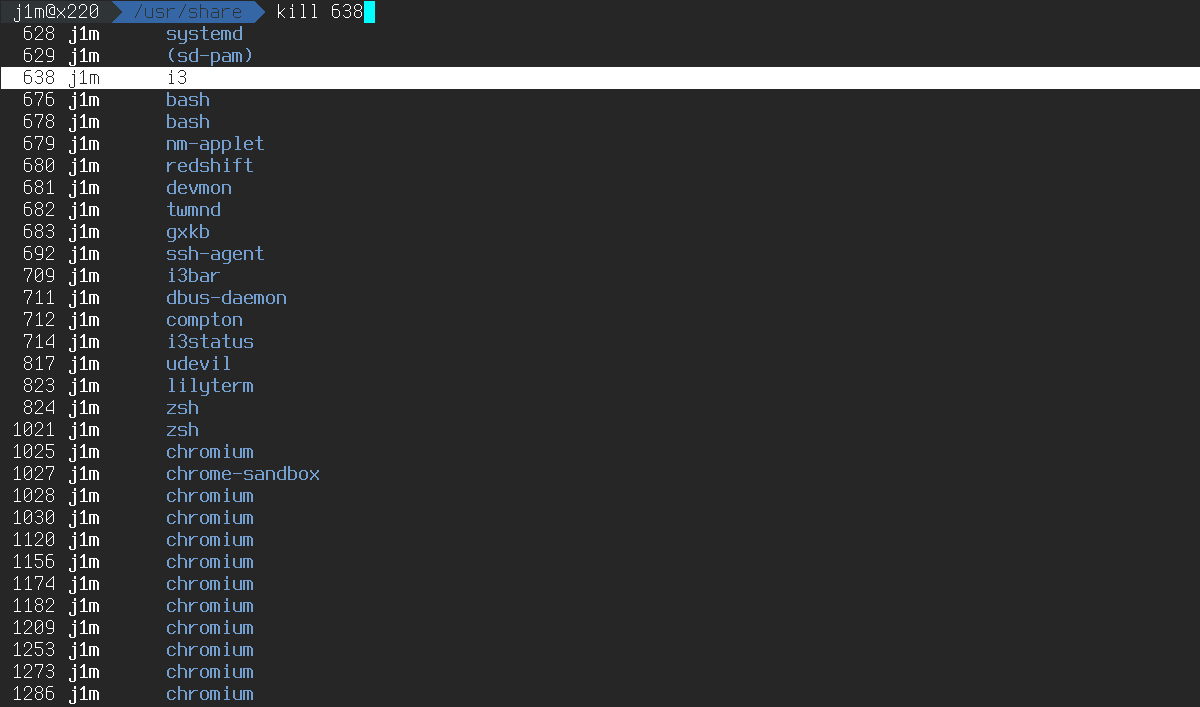 j1m@x220 /usr/share kill 638
628 j1m systemd
629 j1m (sd-pam)
638 j1m i3
676 j1m bash
678 j1m bash
679 j1m nm-applet
680 j1m redshift
681 j1m devmon
682 j1m twmnd
683 j1m gxkb
692 j1m ssh-agent
709 j1m i3bar
711 j1m dbus-daemon
712 j1m compton
714 j1m i3status
817 j1m udevil
823 j1m lilyterm
824 j1m zsh
1021 j1m zsh
1025 j1m chromium
1027 j1m chrome-sandbox
1028 j1m chromium
1030 j1m chromium
1120 j1m chromium
1156 j1m chromium
1174 j1m chromium
1182 j1m chromium
1209 j1m chromium
1253 j1m chromium
1273 j1m chromium
1286 j1m chromium